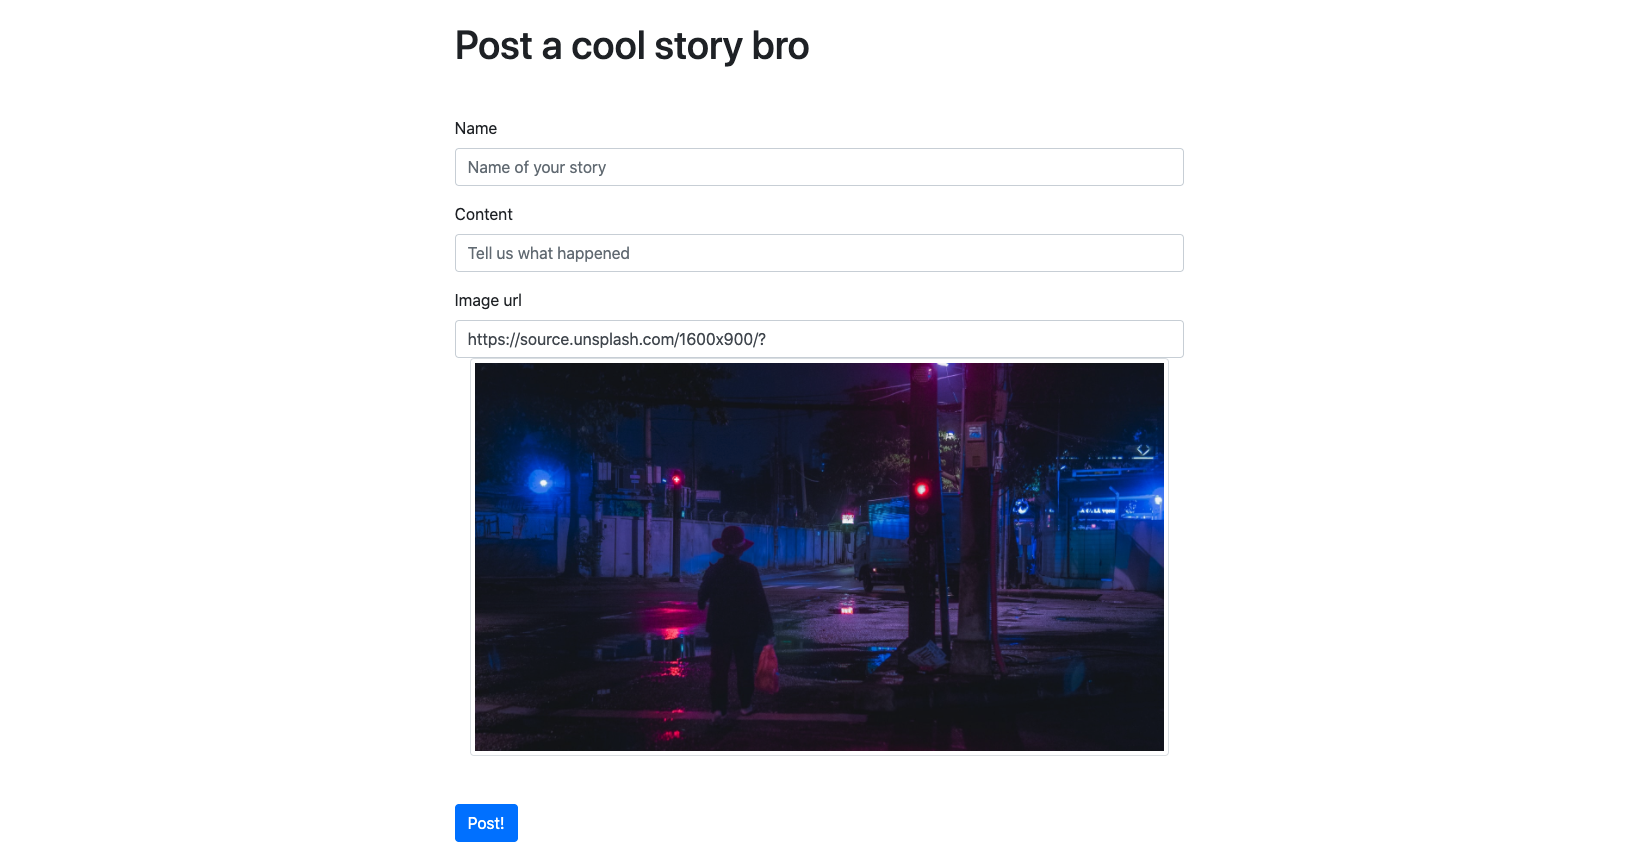 Post a cool story bro
Name
Name of your story
Content
Tell us what happened
Image url
https://source.unsplash.com/1600x900/?
Post!